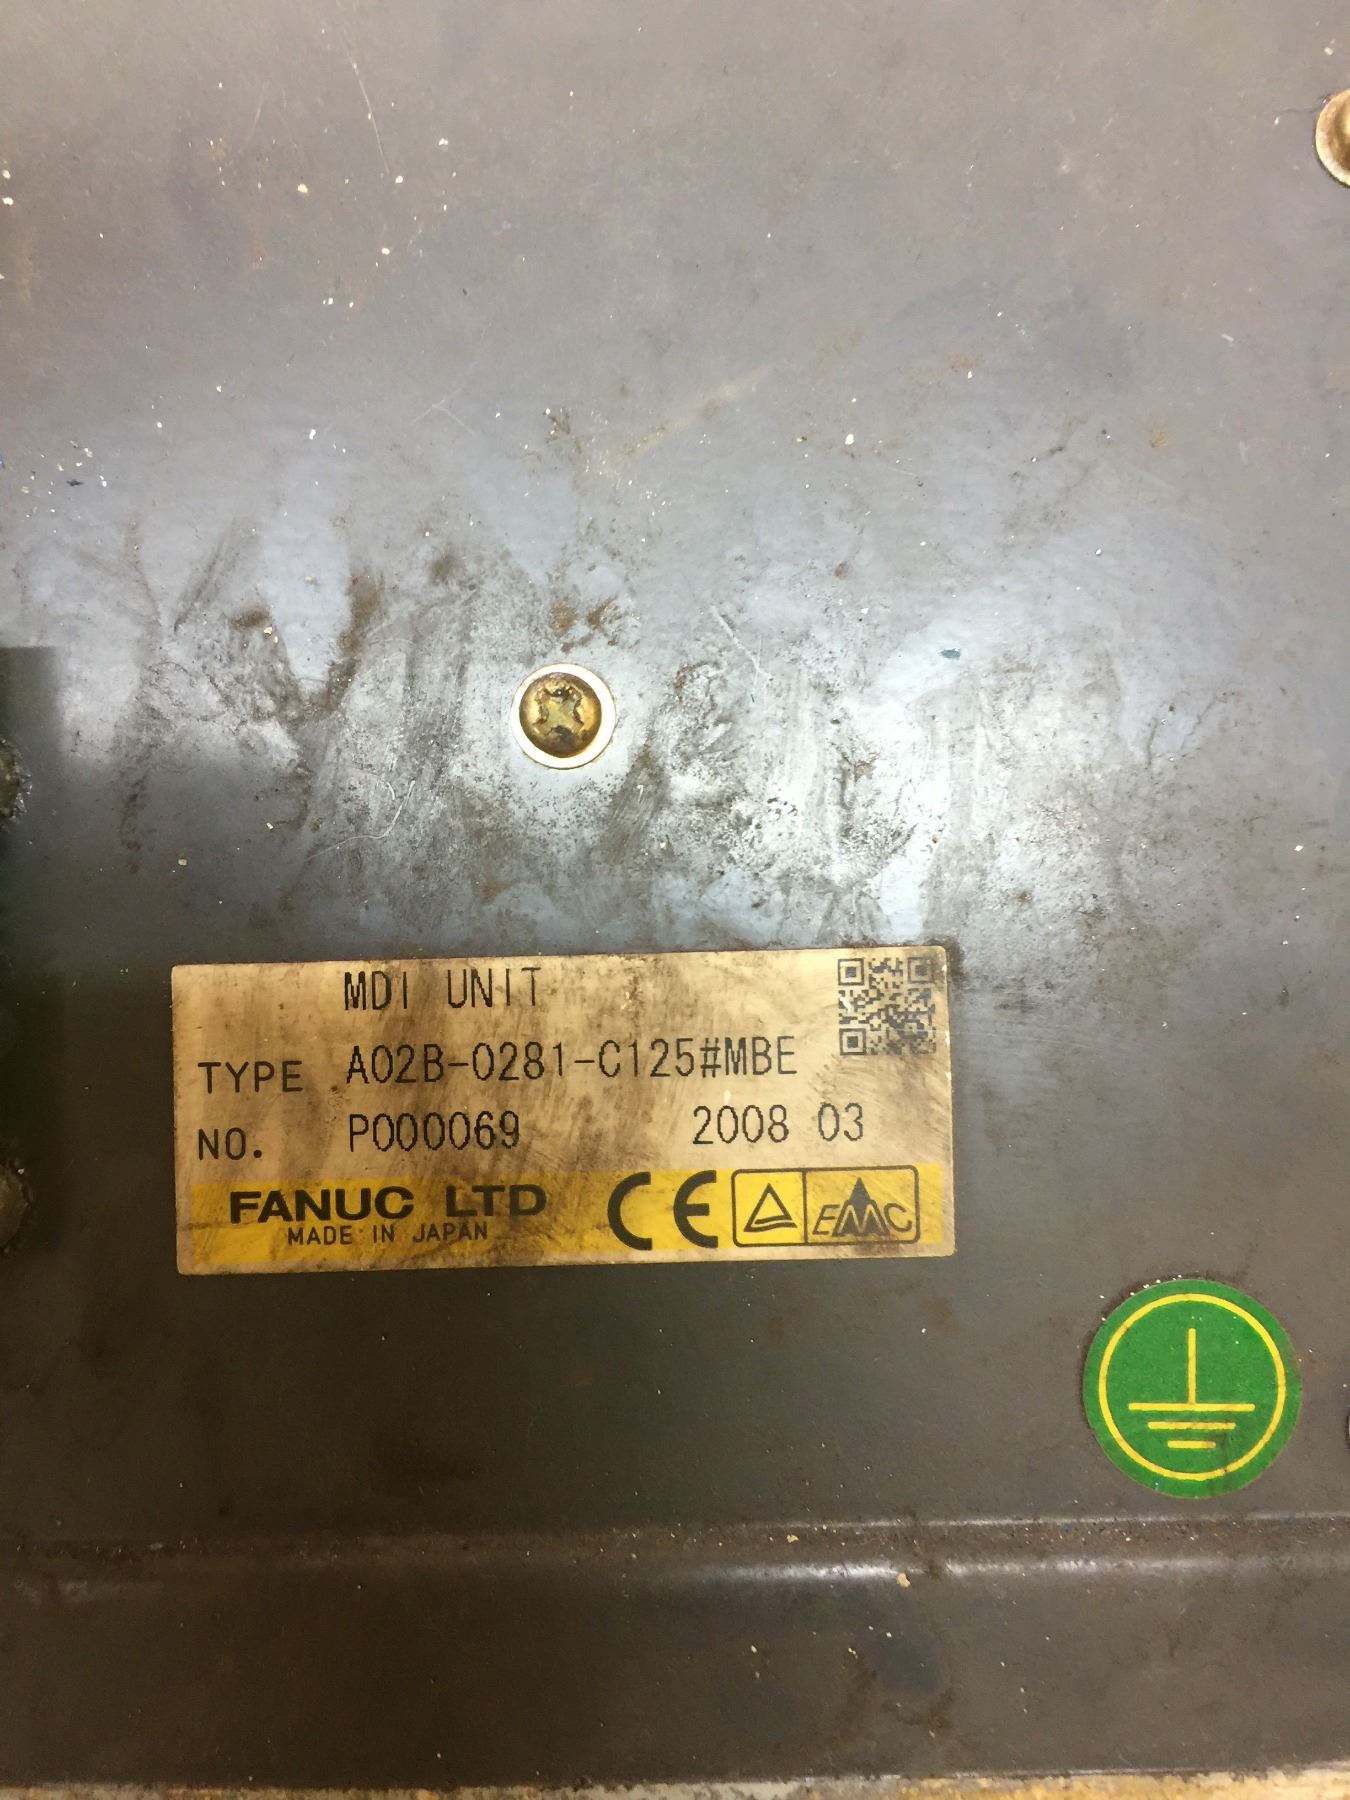 MDI UNIT
TYPE A02B-0281-C125#MBE
NO. P000069 2008 03
FANUC LTD
MADE IN JAPAN
CE EMC